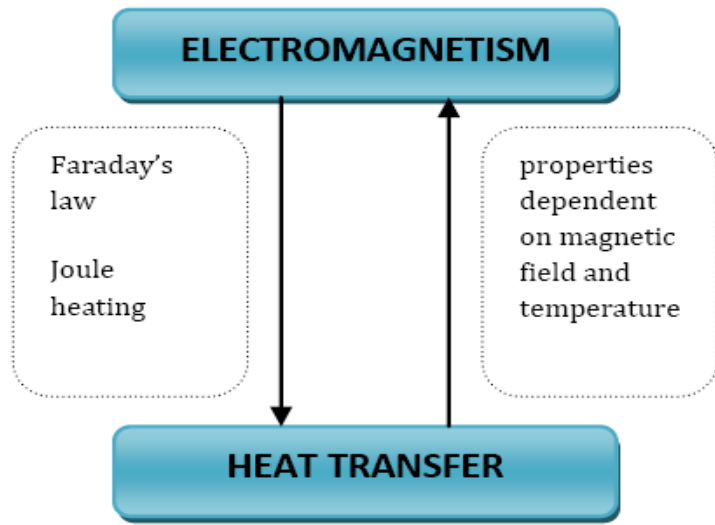 ELECTROMAGNETISM
Faraday’s
law
Joule
heating
properties
dependent
on magnetic
field and
temperature
HEAT TRANSFER